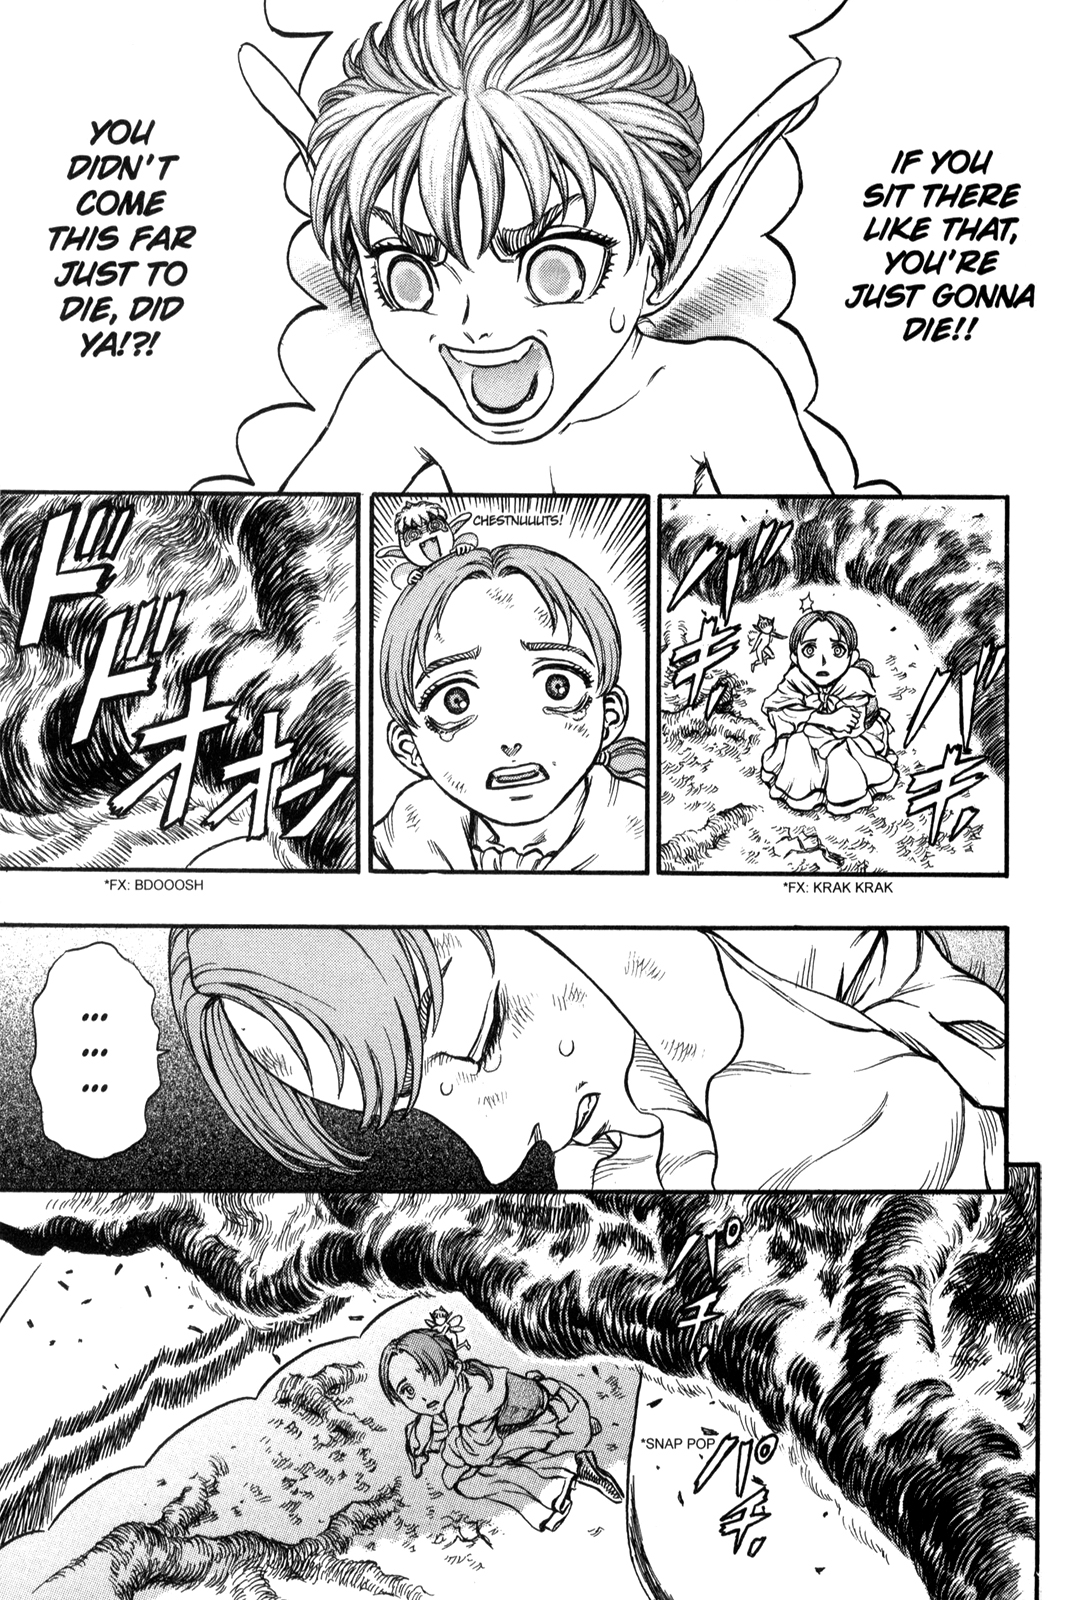 IF YOU
SIT THERE
LIKE THAT,
YOU'RE
JUST GONNA
DIE!!
YOU
DIDN'T
COME
THIS FAR
JUST TO
DIE, DID
YA!?!
バキ
バキ
*FX: KRAK KRAK
CHESTNUUUTS!
ドドオオン
*FX: BDOOOSH
...
...
...
パキ
*SNAP POP
パキ